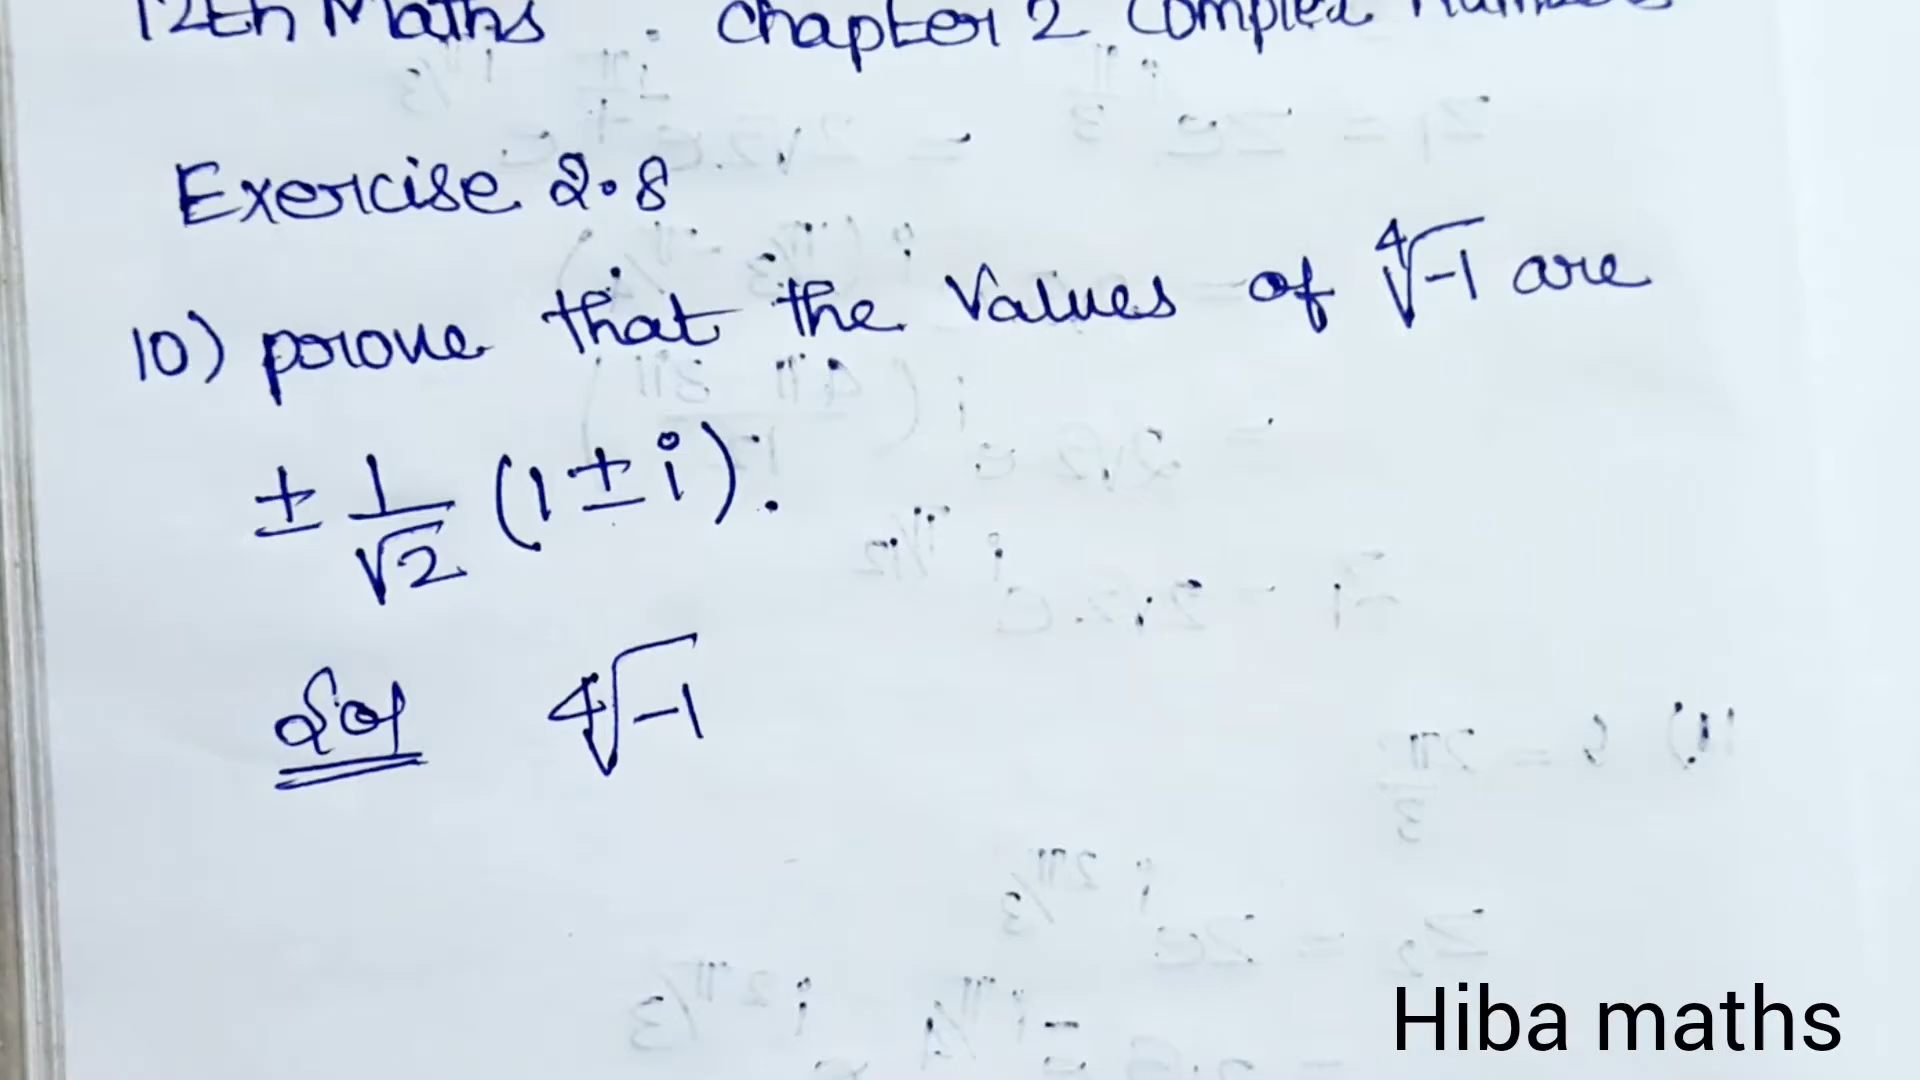 12th Maths . Chapter 2 Complex Numbers
Exercise 2.8
10) prove that the Values of ∜-1 are
± 1/√2 (1 ± i).
Sol ∜-1
Hiba maths